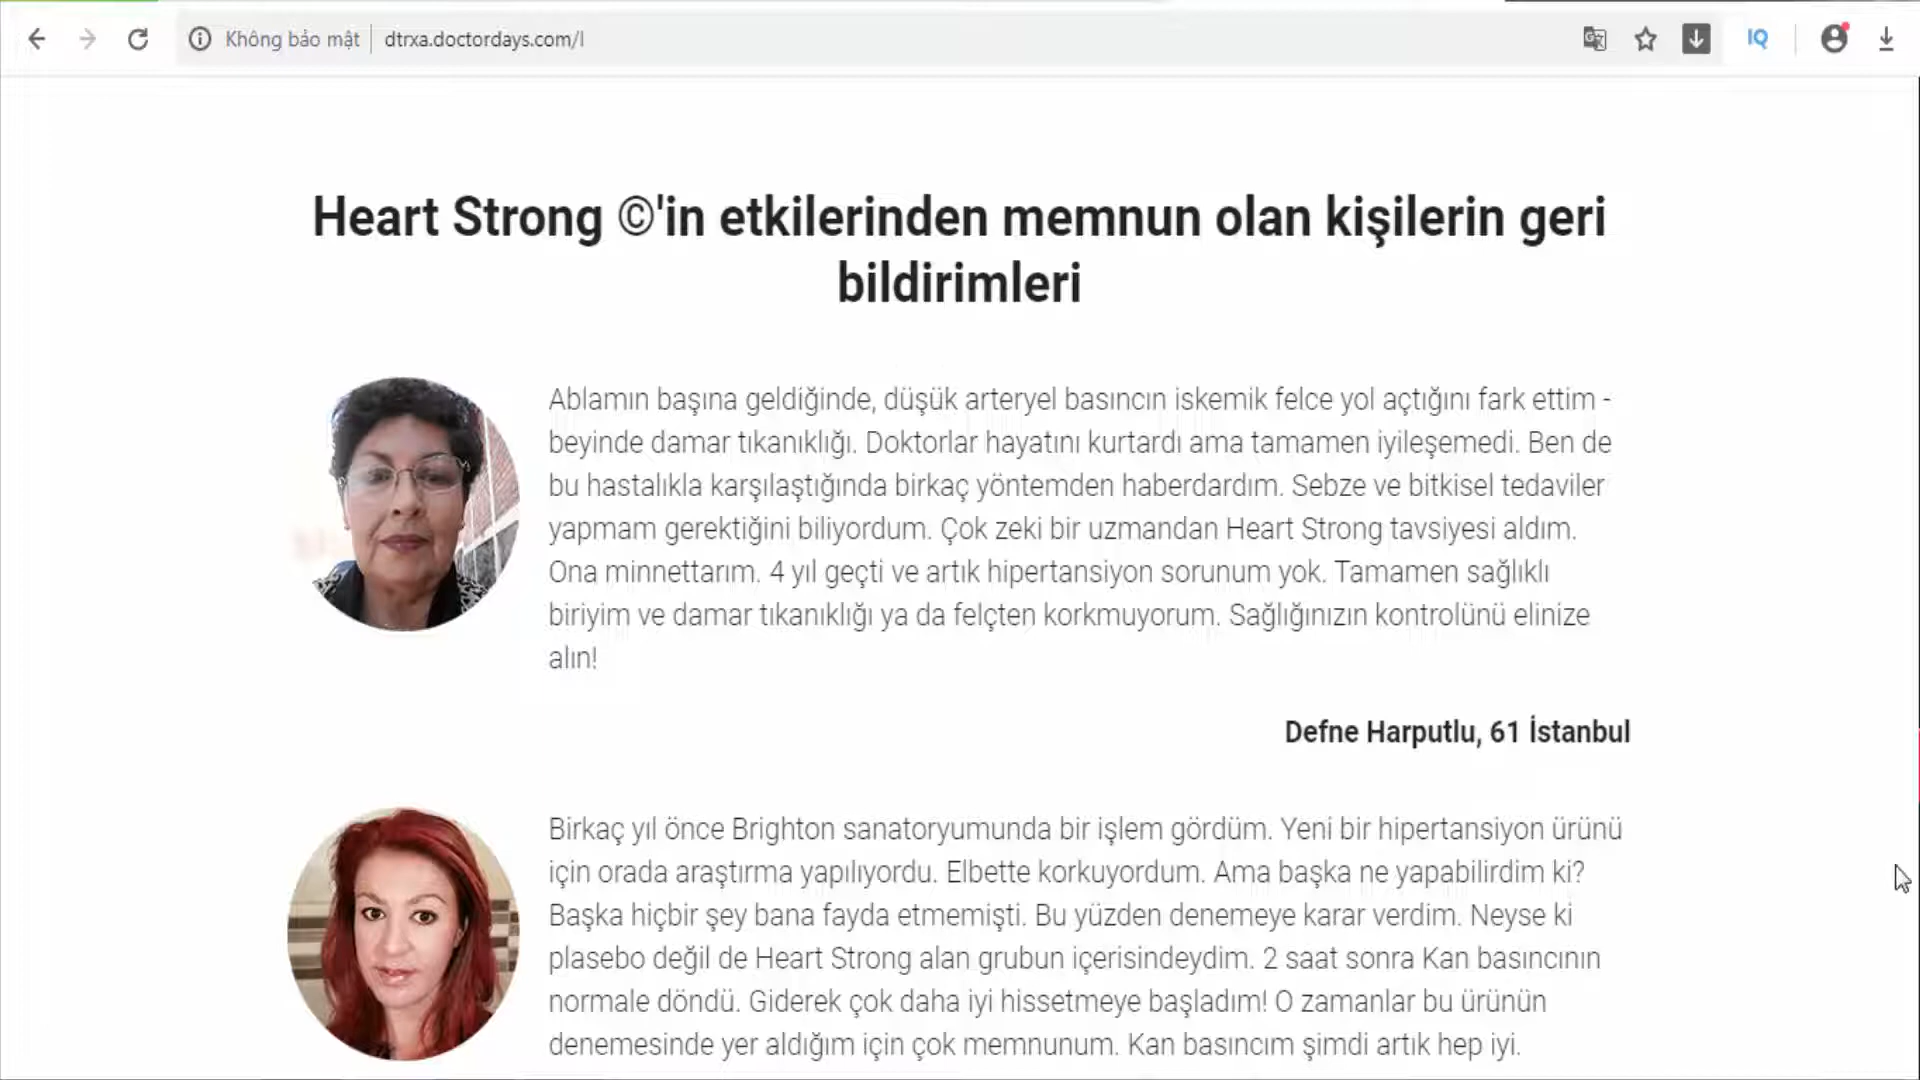 Không bảo mật
dtrxa.doctordays.com/l
IQ
Heart Strong ©'in etkilerinden memnun olan kişilerin geri
bildirimleri
Ablamın başına geldiğinde, düşük arteryel basıncın iskemik felce yol açtığını fark ettim -
beyinde damar tıkanıklığı. Doktorlar hayatını kurtardı ama tamamen iyileşemedi. Ben de
bu hastalıkla karşılaştığında birkaç yöntemden haberdardım. Sebze ve bitkisel tedaviler
yapmam gerektiğini biliyordum. Çok zeki bir uzmandan Heart Strong tavsiyesi aldım.
Ona minnettarım. 4 yıl geçti ve artık hipertansiyon sorunum yok. Tamamen sağlıklı
biriyim ve damar tıkanıklığı ya da felçten korkmuyorum. Sağlığınızın kontrolünü elinize
alın!
Defne Harputlu, 61 İstanbul
Birkaç yıl önce Brighton sanatoryumunda bir işlem gördüm. Yeni bir hipertansiyon ürünü
için orada araştırma yapılıyordu. Elbette korkuyordum. Ama başka ne yapabilirdim ki?
Başka hiçbir şey bana fayda etmemişti. Bu yüzden denemeye karar verdim. Neyse ki
plasebo değil de Heart Strong alan grubun içerisindeydim. 2 saat sonra Kan basıncının
normale döndü. Giderek çok daha iyi hissetmeye başladım! O zamanlar bu ürünün
denemesinde yer aldığım için çok memnunum. Kan basıncım şimdi artık hep iyi.